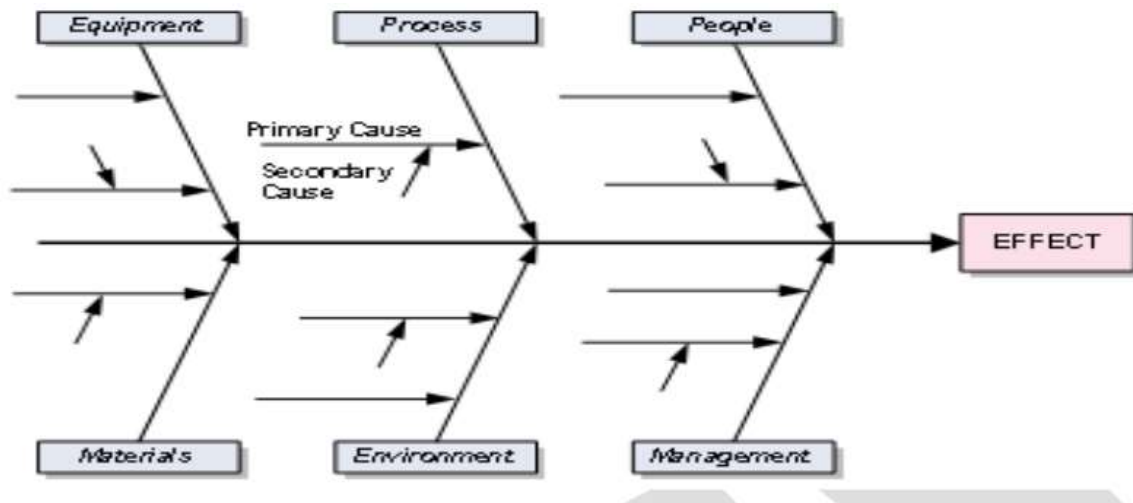 Equipment
Process
People
Primary Cause
Secondary
Cause
EFFECT
Materials
Environment
Management